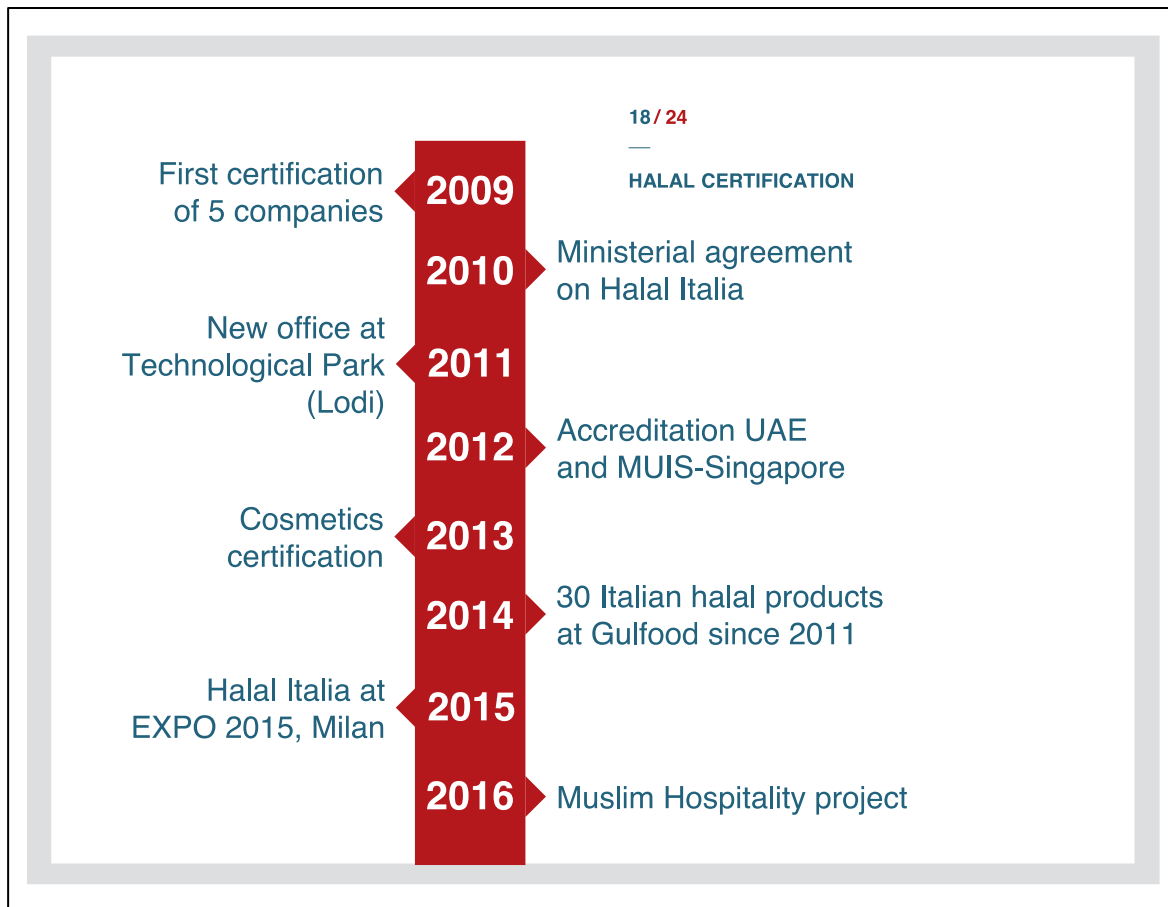 18 / 24
HALAL CERTIFICATION
First certification
of 5 companies
2009
2010
Ministerial agreement
on Halal Italia
New office at
Technological Park
(Lodi)
2011
2012
Accreditation UAE
and MUIS-Singapore
Cosmetics
certification
2013
2014
30 Italian halal products
at Gulfood since 2011
Halal Italia at
EXPO 2015, Milan
2015
2016
Muslim Hospitality project